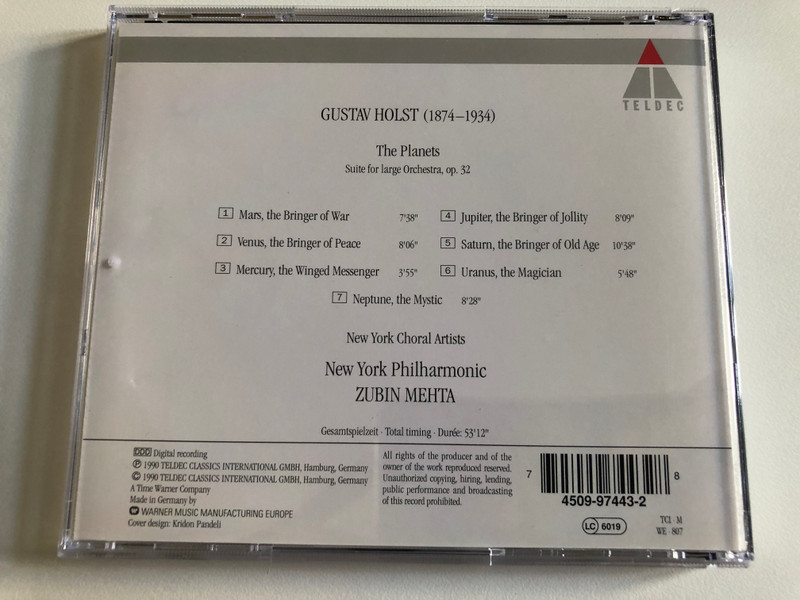 TELDEC
GUSTAV HOLST (1874–1934)
The Planets
Suite for large Orchestra, op. 32
1 Mars, the Bringer of War 7'38"
2 Venus, the Bringer of Peace 8'06"
3 Mercury, the Winged Messenger 3'55"
4 Jupiter, the Bringer of Jollity 8'09"
5 Saturn, the Bringer of Old Age 10'38"
6 Uranus, the Magician 5'48"
7 Neptune, the Mystic 8'28"
New York Choral Artists
New York Philharmonic
ZUBIN MEHTA
Gesamtspielzeit · Total timing · Durée: 53'12"
DDD Digital recording
℗ 1990 TELDEC CLASSICS INTERNATIONAL GMBH, Hamburg, Germany
© 1990 TELDEC CLASSICS INTERNATIONAL GMBH, Hamburg, Germany
A Time Warner Company
Made in Germany by
WARNER MUSIC MANUFACTURING EUROPE
Cover design: Kridon Pandeli
All rights of the producer and of the
owner of the work reproduced reserved.
Unauthorized copying, hiring, lending,
public performance and broadcasting
of this record prohibited.
7 8
4509-97443-2
LC 6019
TCI · M
WE · 807